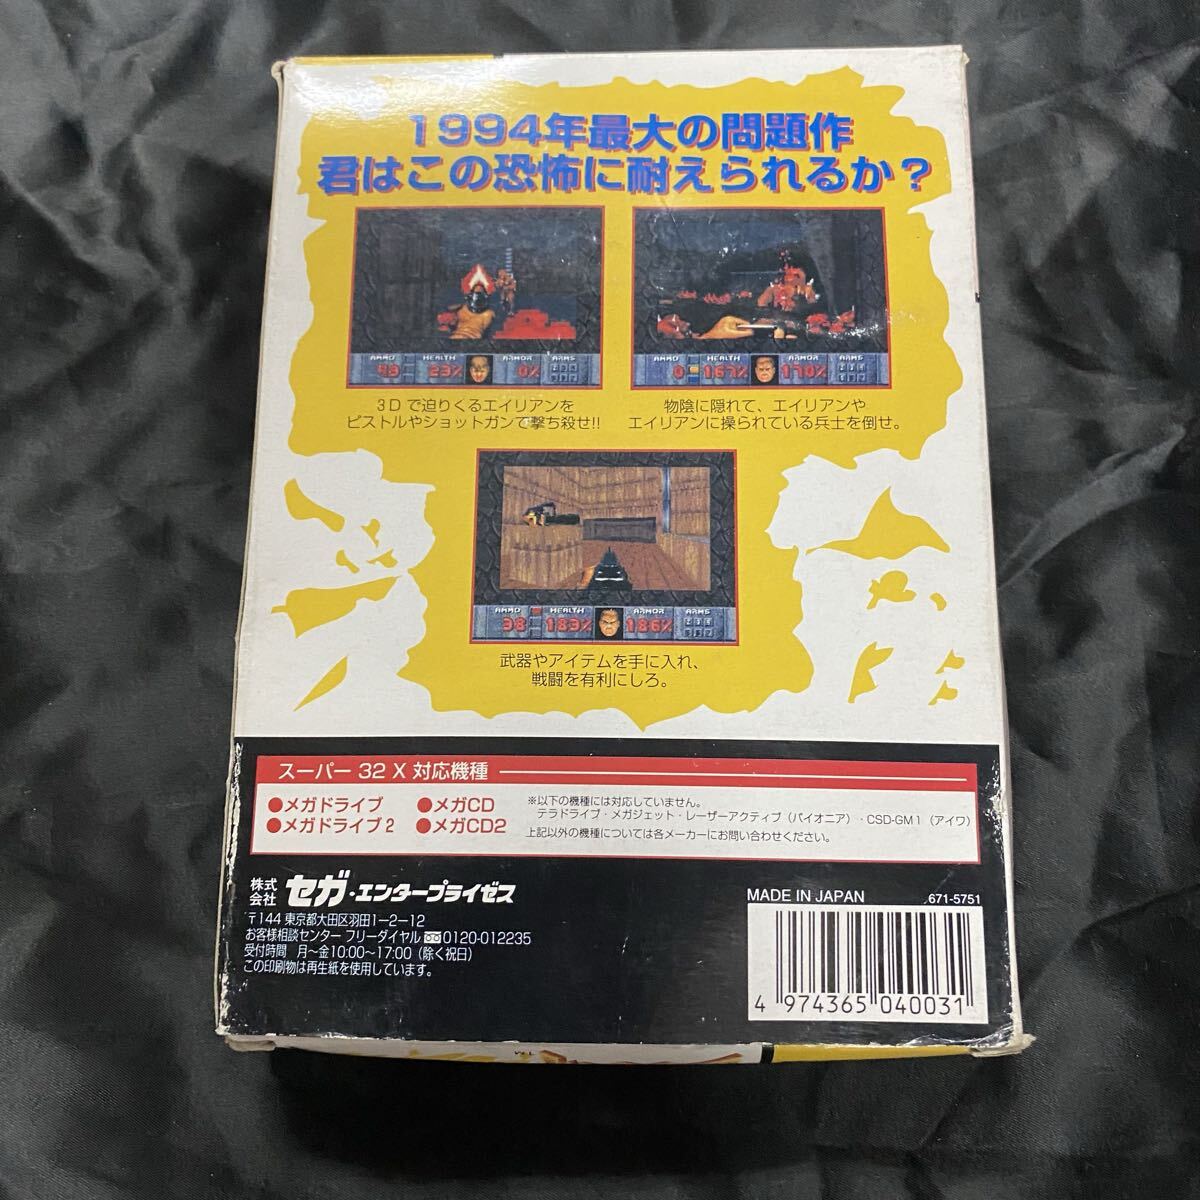 1994年最大の問題作
君はこの恐怖に耐えられるか？
AMMO HEALTH ARMOR ARMS
43 23% 0%
AMMO HEALTH ARMOR ARMS
0 167% 170%
3Dで迫りくるエイリアンを
ピストルやショットガンで撃ち殺せ!!
物陰に隠れて、エイリアンや
エイリアンに操られている兵士を倒せ。
AMMO HEALTH ARMOR ARMS
38 183% 186%
武器やアイテムを手に入れ、
戦闘を有利にしろ。
スーパー 32 X 対応機種
●メガドライブ ●メガCD
●メガドライブ2 ●メガCD2
※以下の機種には対応していません。
テラドライブ・メガジェット・レーザーアクティブ（パイオニア）・CSD-GM1（アイワ）
上記以外の機種については各メーカーにお問い合わせください。
株式会社 セガ・エンタープライゼス
〒144 東京都大田区羽田1−2−12
お客様相談センター フリーダイヤル 0120-012235
受付時間 月〜金10:00〜17:00（除く祝日）
この印刷物は再生紙を使用しています。
MADE IN JAPAN 671-5751
4 974365 040031